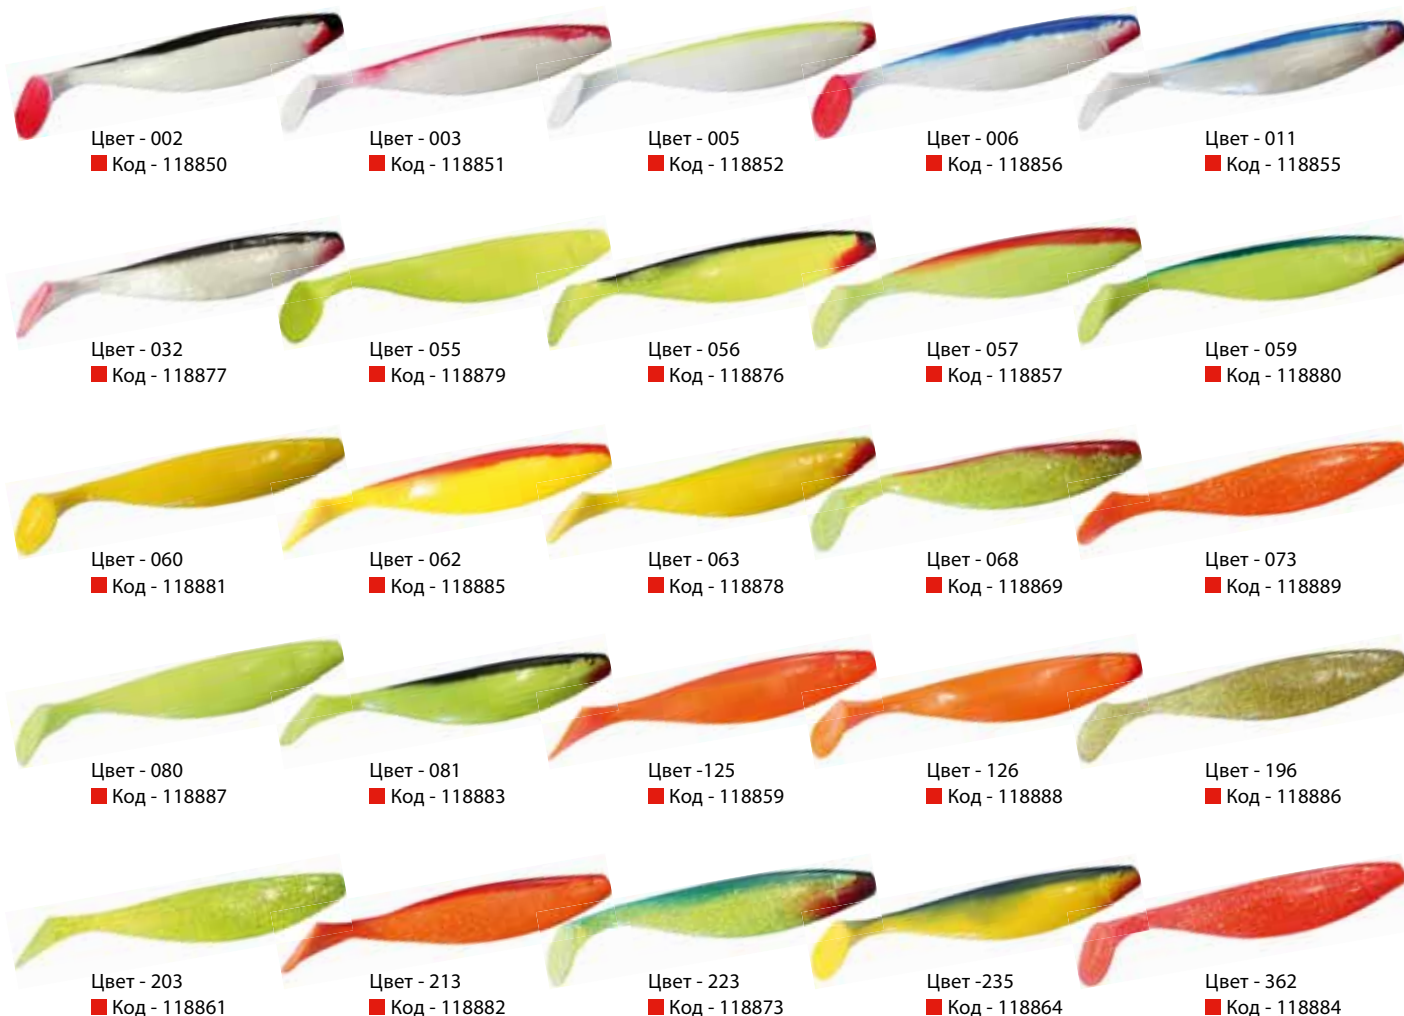 Цвет - 002
Код - 118850
Цвет - 003
Код - 118851
Цвет - 005
Код - 118852
Цвет - 006
Код - 118856
Цвет - 011
Код - 118855
Цвет - 032
Код - 118877
Цвет - 055
Код - 118879
Цвет - 056
Код - 118876
Цвет - 057
Код - 118857
Цвет - 059
Код - 118880
Цвет - 060
Код - 118881
Цвет - 062
Код - 118885
Цвет - 063
Код - 118878
Цвет - 068
Код - 118869
Цвет - 073
Код - 118889
Цвет - 080
Код - 118887
Цвет - 081
Код - 118883
Цвет -125
Код - 118859
Цвет - 126
Код - 118888
Цвет - 196
Код - 118886
Цвет - 203
Код - 118861
Цвет - 213
Код - 118882
Цвет - 223
Код - 118873
Цвет -235
Код - 118864
Цвет - 362
Код - 118884